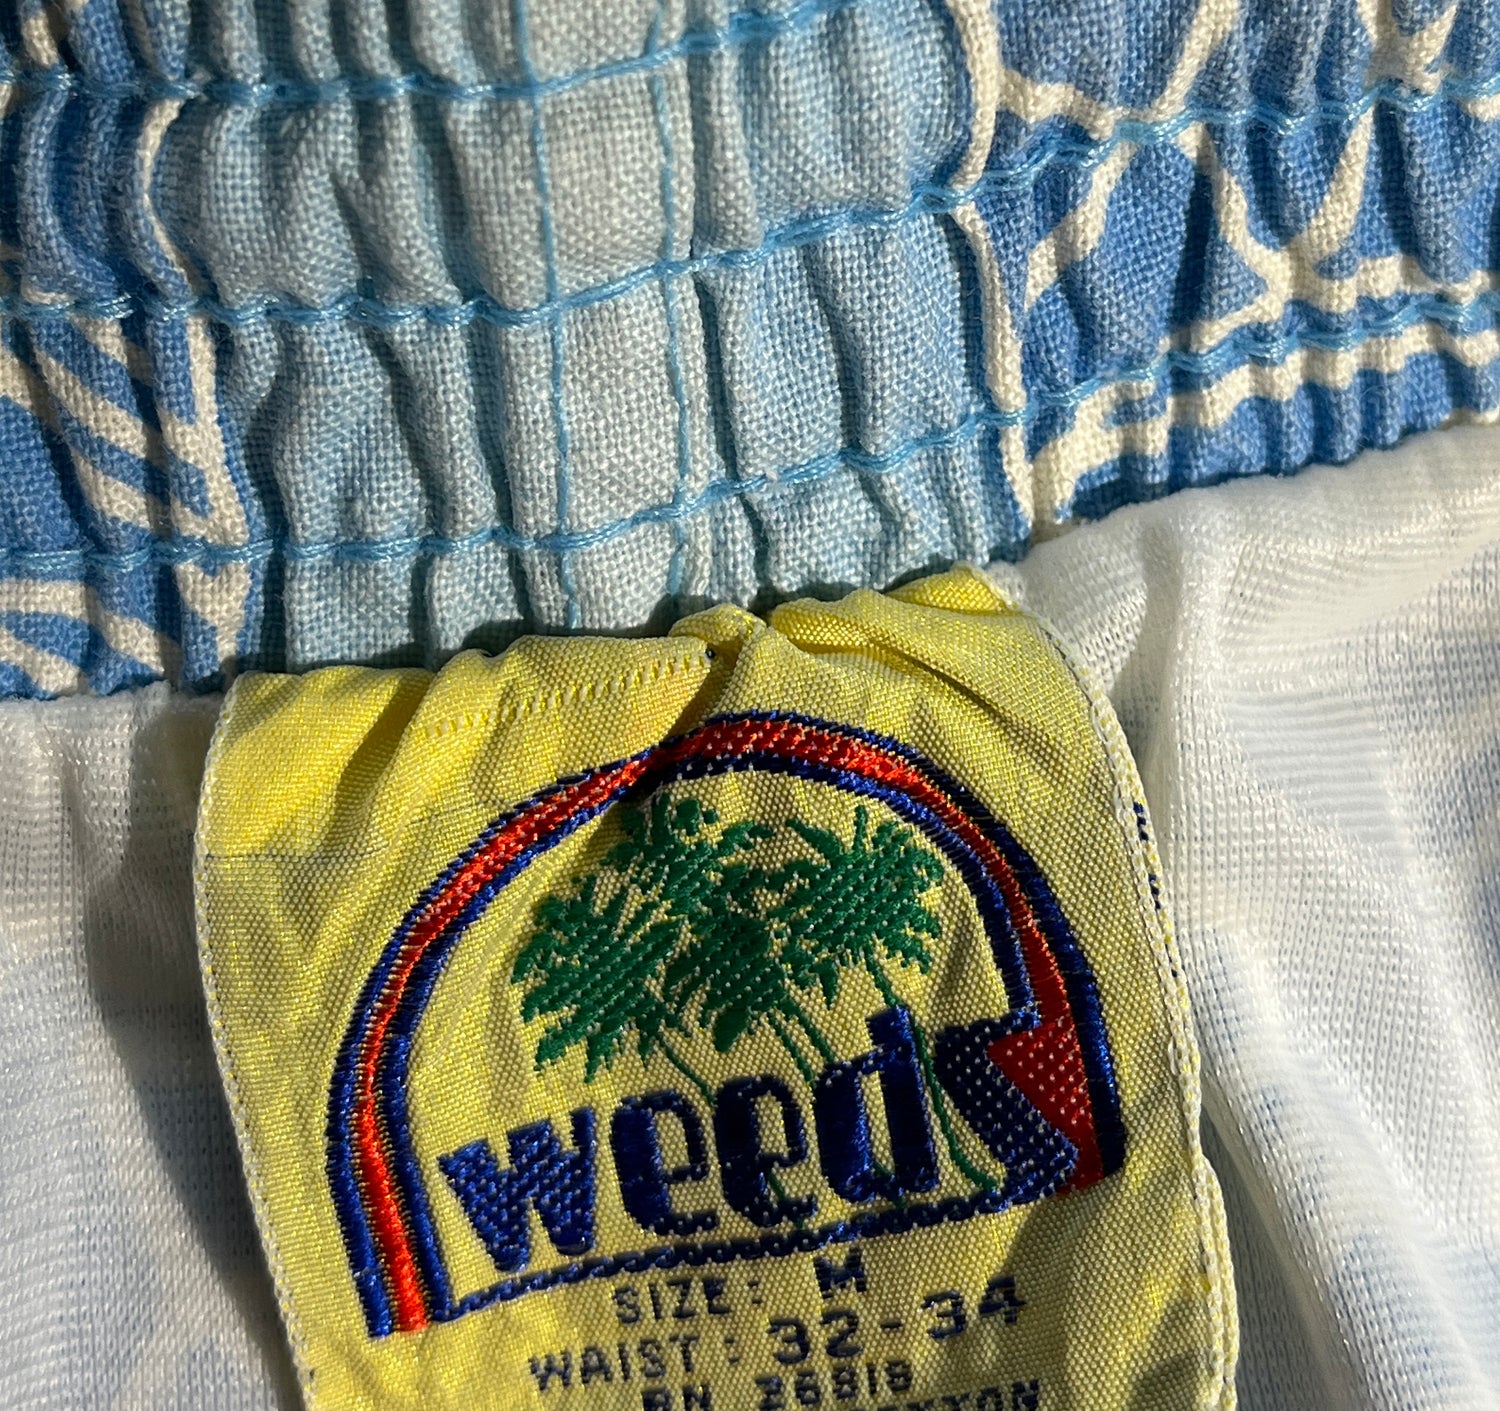 weeds
SIZE: M
WAIST: 32-34
RN 26818